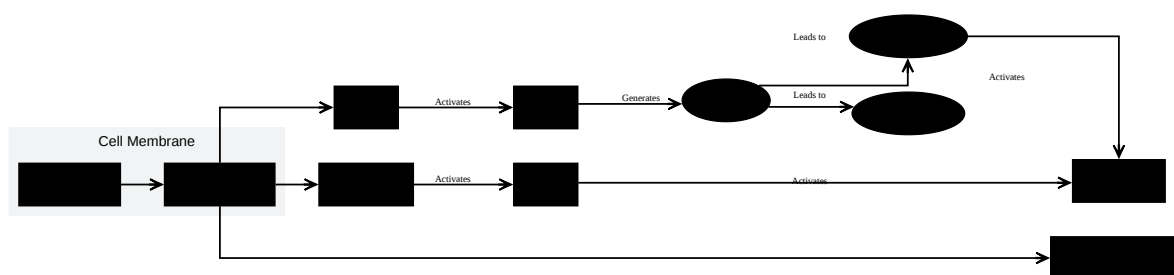 Leads to
Activates
Activates
Generates
Leads to
Cell Membrane
Activates
Activates